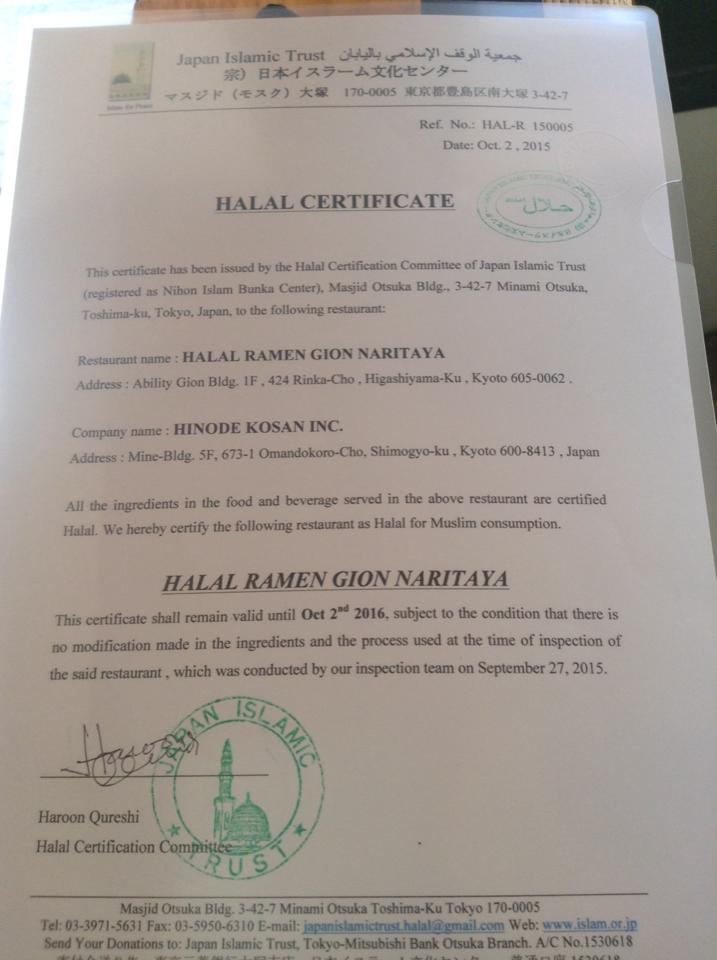 Japan Islamic Trust جمعية الوقف الإسلامي باليابان
宗）日本イスラーム文化センター
マスジド（モスク）大塚 170-0005 東京都豊島区南大塚 3-42-7
Islam for Peace
Ref. No.: HAL-R 150005
Date: Oct. 2 , 2015
HALAL CERTIFICATE
حلال
This certificate has been issued by the Halal Certification Committee of Japan Islamic Trust
(registered as Nihon Islam Bunka Center), Masjid Otsuka Bldg., 3-42-7 Minami Otsuka,
Toshima-ku, Tokyo, Japan, to the following restaurant:
Restaurant name : HALAL RAMEN GION NARITAYA
Address : Ability Gion Bldg. 1F , 424 Rinka-Cho , Higashiyama-Ku , Kyoto 605-0062 .
Company name : HINODE KOSAN INC.
Address : Mine-Bldg. 5F, 673-1 Omandokoro-Cho, Shimogyo-ku , Kyoto 600-8413 , Japan
All the ingredients in the food and beverage served in the above restaurant are certified
Halal. We hereby certify the following restaurant as Halal for Muslim consumption.
HALAL RAMEN GION NARITAYA
This certificate shall remain valid until Oct 2nd 2016, subject to the condition that there is
no modification made in the ingredients and the process used at the time of inspection of
the said restaurant , which was conducted by our inspection team on September 27, 2015.
JAPAN ISLAMIC
TRUST
Haroon Qureshi
Halal Certification Committee
Masjid Otsuka Bldg. 3-42-7 Minami Otsuka Toshima-Ku Tokyo 170-0005
Tel: 03-3971-5631 Fax: 03-5950-6310 E-mail: japanislamictrust.halal@gmail.com Web: www.islam.or.jp
Send Your Donations to: Japan Islamic Trust, Tokyo-Mitsubishi Bank Otsuka Branch. A/C No.1530618